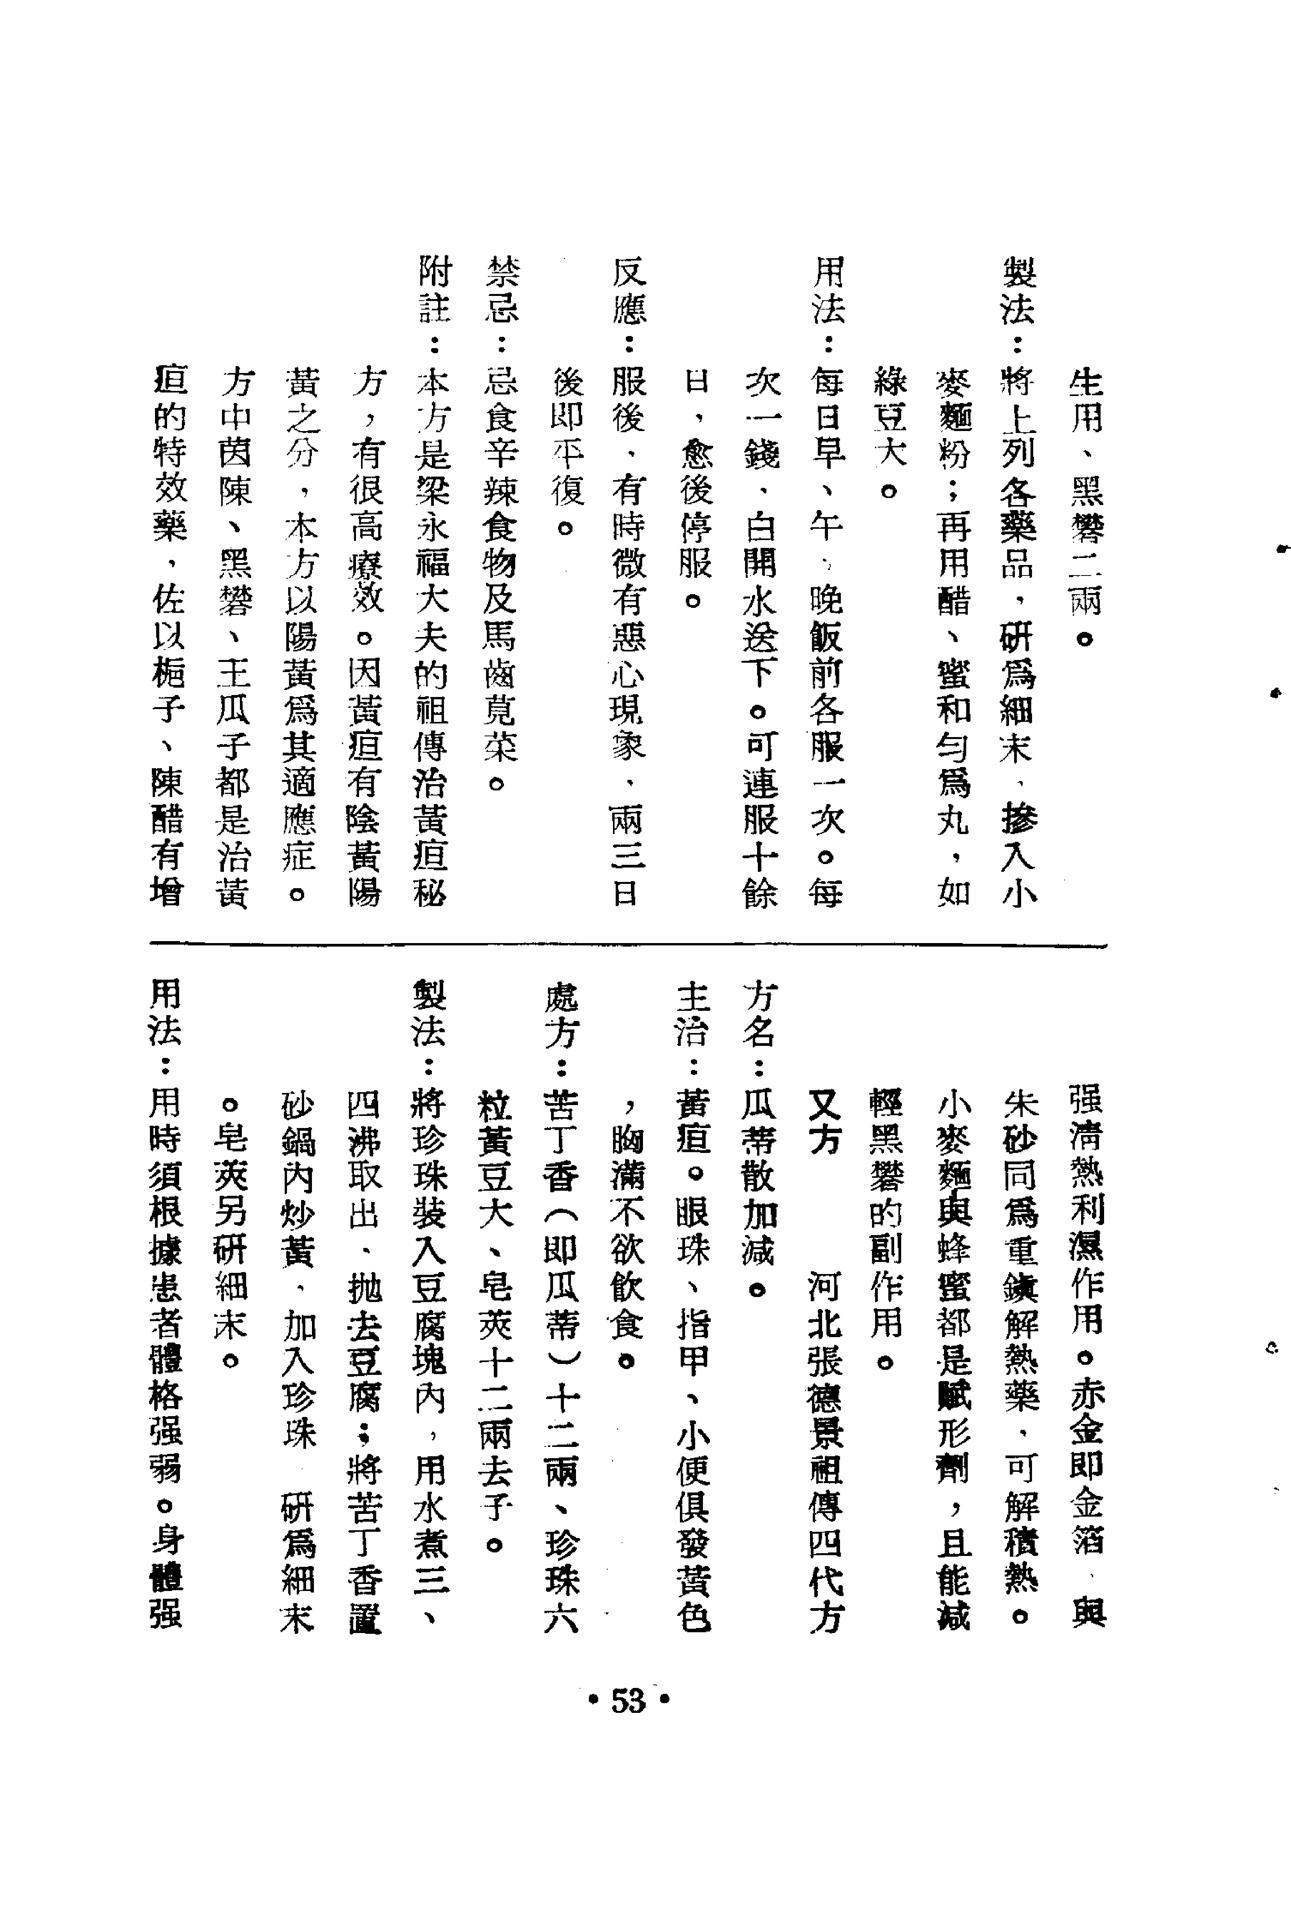 生用、黑礬二兩。
製法：將上列各藥品，研爲細末、摻入小
麥麵粉；再用醋、蜜和勻爲丸，如
綠豆大。
用法：每日早、午、晚飯前各服一次。每
次一錢、白開水送下。可連服十餘
日，愈後停服。
反應：服後、有時微有惡心現象、兩三日
後即平復。
禁忌：忌食辛辣食物及馬齒莧菜。
附註：本方是梁永福大夫的祖傳治黃疸秘
方，有很高療效。因黃疸有陰黃陽
黃之分，本方以陽黃爲其適應症。
方中茵陳、黑礬、王瓜子都是治黃
疸的特效藥，佐以梔子、陳醋有增
强清熱利濕作用。赤金即金箔、與
朱砂同爲重鎮解熱藥、可解積熱。
小麥麵與蜂蜜都是賦形劑，且能減
輕黑礬的副作用。
又方　　河北張德景祖傳四代方
方名：瓜蒂散加減。
主治：黃疸。眼珠、指甲、小便俱發黃色
，胸滿不欲飲食。
處方：苦丁香（即瓜蒂）十二兩、珍珠六
粒黃豆大、皂莢十二兩去子。
製法：將珍珠裝入豆腐塊內，用水煮三、
四沸取出、抛去豆腐；將苦丁香置
砂鍋內炒黃、加入珍珠　研爲細末
。皂莢另研細末。
用法：用時須根據患者體格强弱。身體强
• 53 •